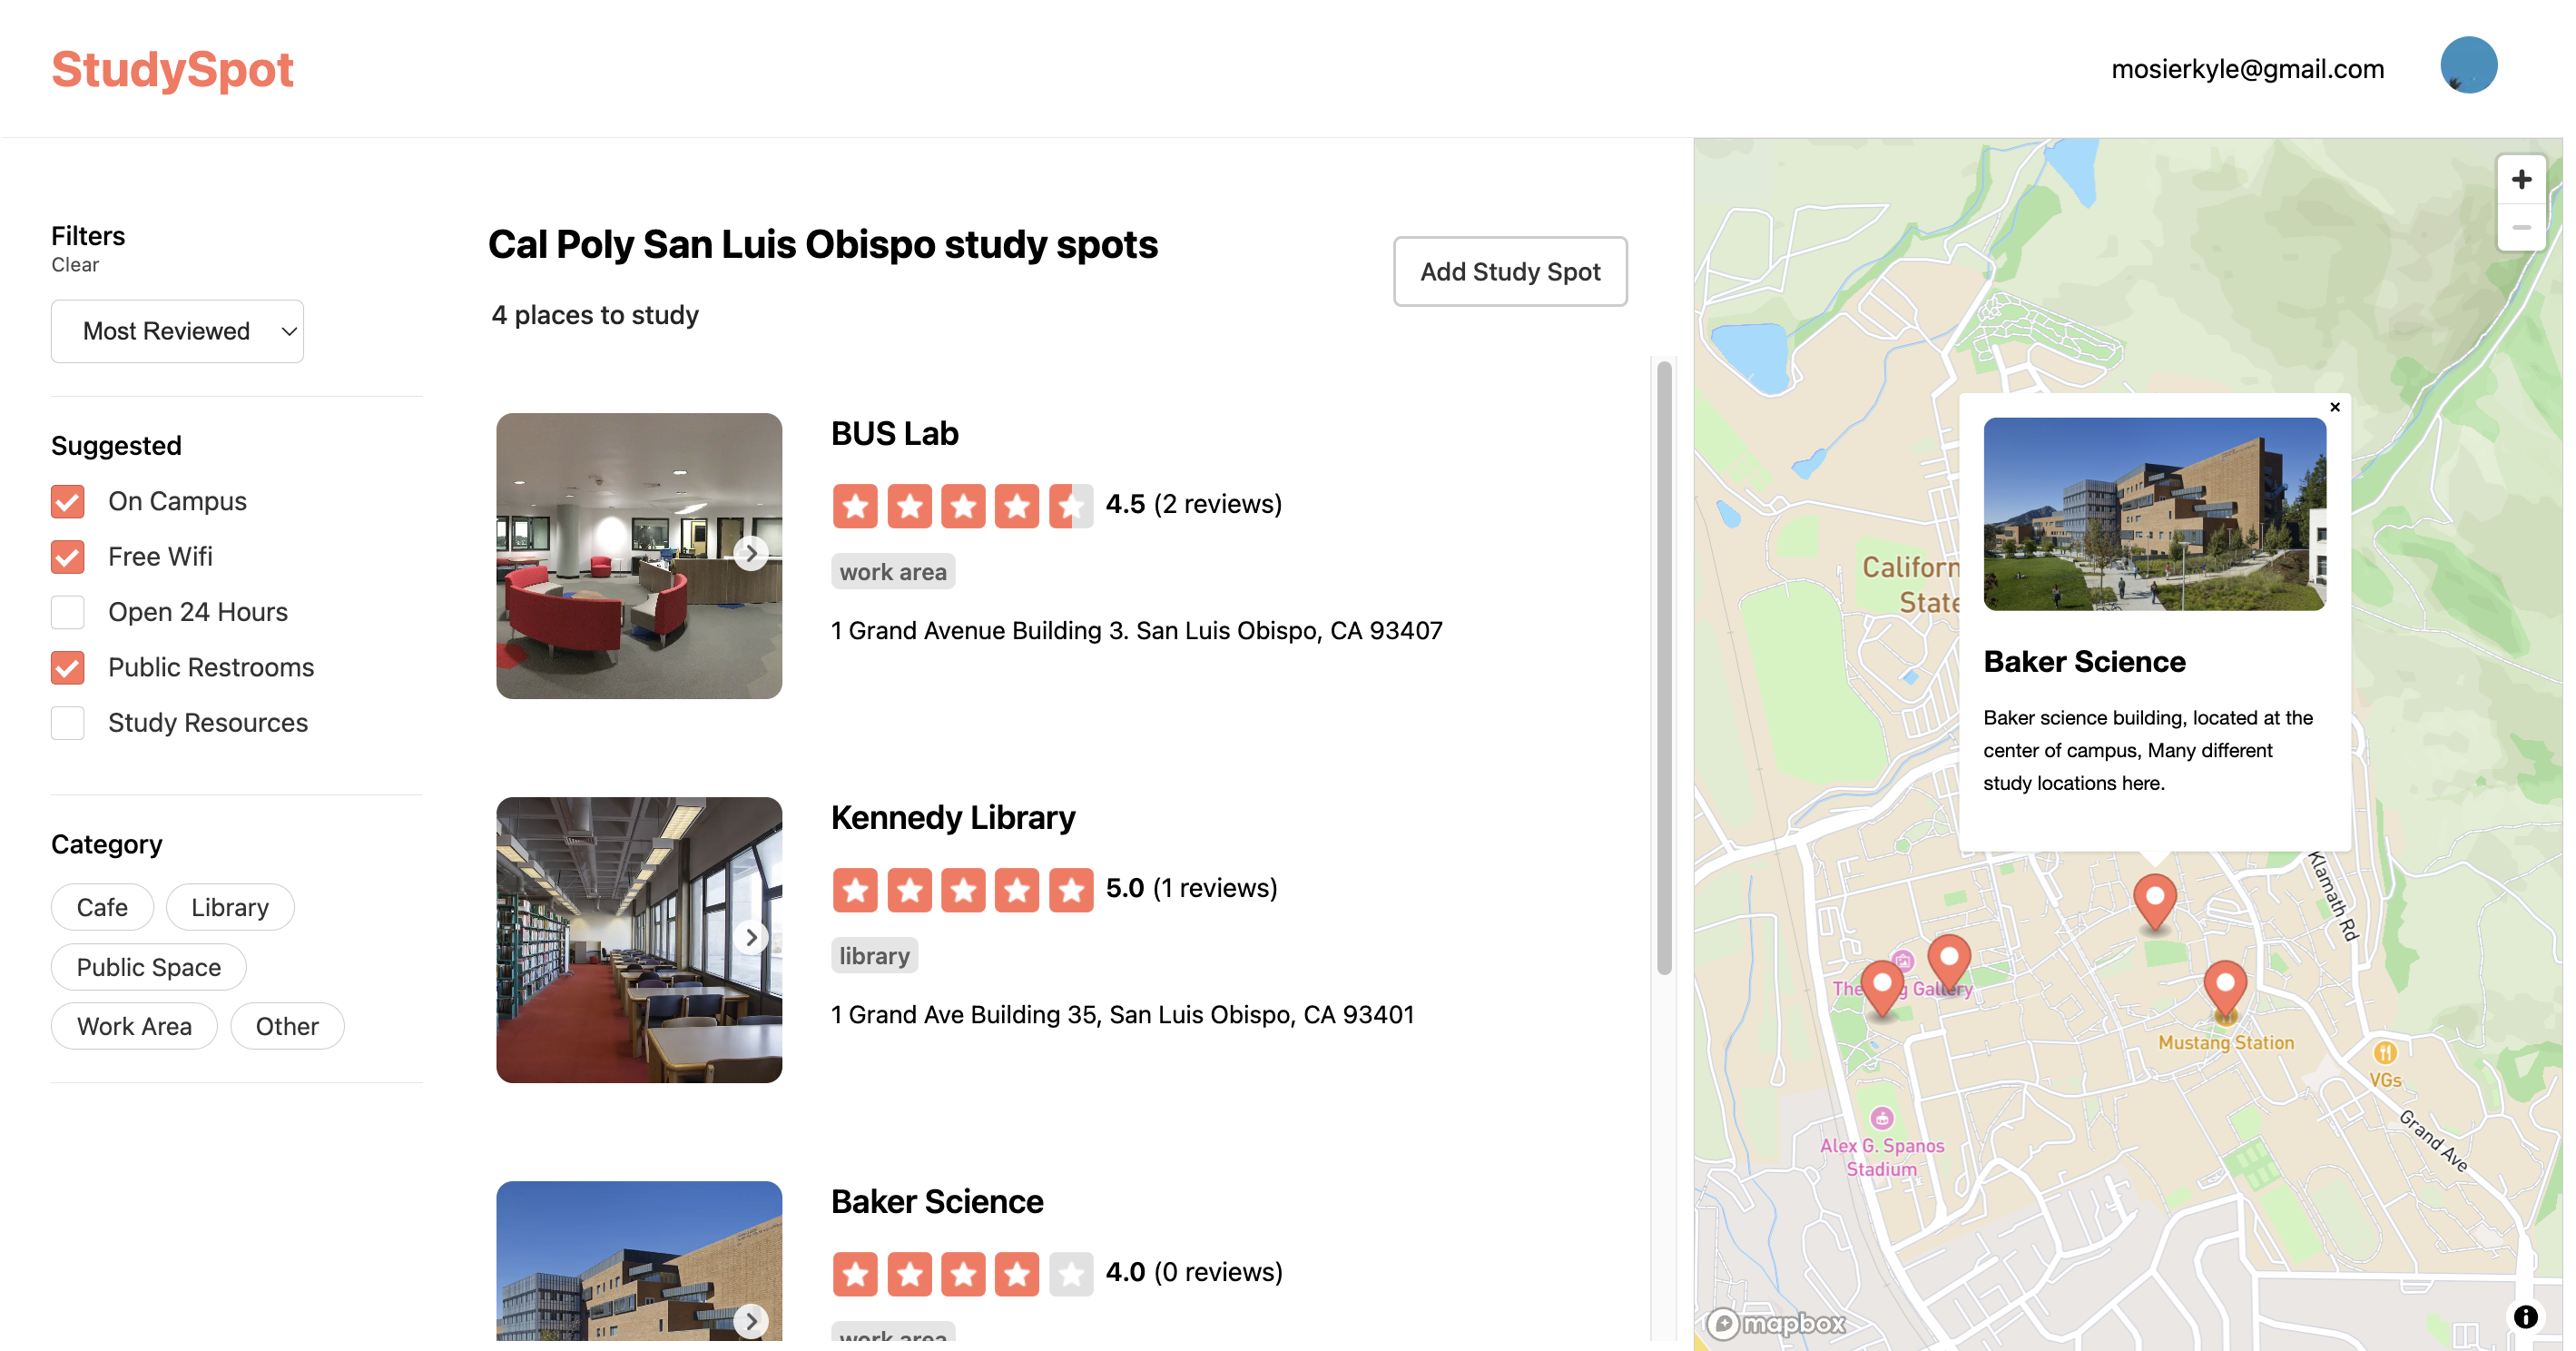 StudySpot
mosierkyle@gmail.com
Filters
Clear
Most Reviewed
Suggested
On Campus
Free Wifi
Open 24 Hours
Public Restrooms
Study Resources
Category
Cafe
Library
Public Space
Work Area
Other
Cal Poly San Luis Obispo study spots
4 places to study
Add Study Spot
BUS Lab
4.5 (2 reviews)
work area
1 Grand Avenue Building 3. San Luis Obispo, CA 93407
Kennedy Library
5.0 (1 reviews)
library
1 Grand Ave Building 35, San Luis Obispo, CA 93401
Baker Science
4.0 (0 reviews)
work area
Baker Science
Baker science building, located at the
center of campus, Many different
study locations here.
State
Klamath Rd
Gallery
Mustang Station
VGs
Grand Ave
Alex G. Spanos
Stadium
mapbox